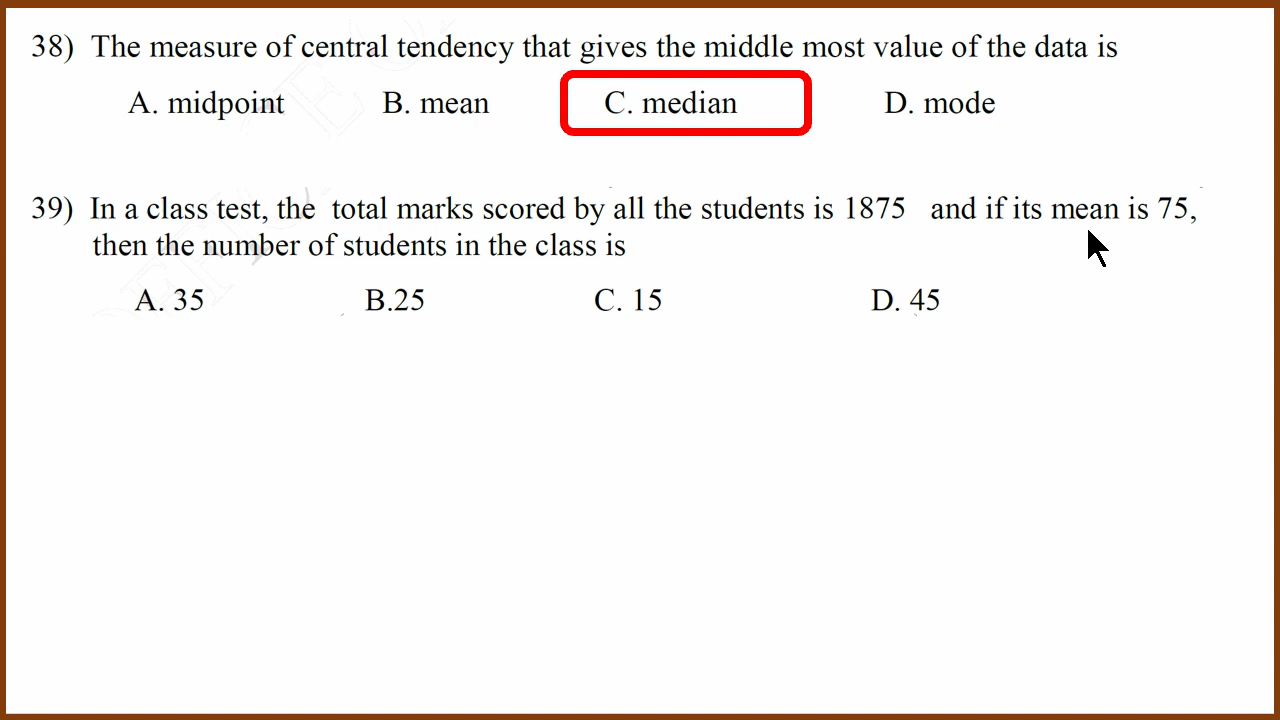 38) The measure of central tendency that gives the middle most value of the data is
A. midpoint B. mean C. median D. mode
39) In a class test, the total marks scored by all the students is 1875 and if its mean is 75,
then the number of students in the class is
A. 35 B.25 C. 15 D. 45